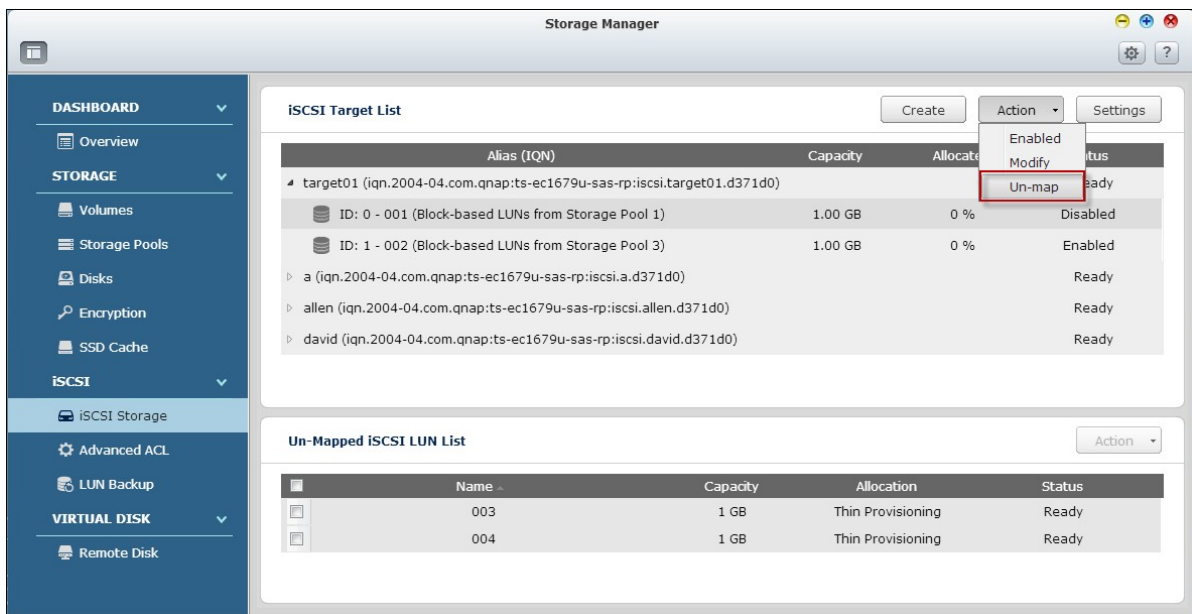 Storage Manager
?
DASHBOARD
Overview
STORAGE
Volumes
Storage Pools
Disks
Encryption
SSD Cache
iSCSI
iSCSI Storage
Advanced ACL
LUN Backup
VIRTUAL DISK
Remote Disk
iSCSI Target List Create Action Settings
Enabled
Modify
Un-map
Alias (IQN) Capacity Allocate tus
target01 (iqn.2004-04.com.qnap:ts-ec1679u-sas-rp:iscsi.target01.d371d0) eady
ID: 0 - 001 (Block-based LUNs from Storage Pool 1) 1.00 GB 0 % Disabled
ID: 1 - 002 (Block-based LUNs from Storage Pool 3) 1.00 GB 0 % Enabled
a (iqn.2004-04.com.qnap:ts-ec1679u-sas-rp:iscsi.a.d371d0) Ready
allen (iqn.2004-04.com.qnap:ts-ec1679u-sas-rp:iscsi.allen.d371d0) Ready
david (iqn.2004-04.com.qnap:ts-ec1679u-sas-rp:iscsi.david.d371d0) Ready
Un-Mapped iSCSI LUN List Action
Name Capacity Allocation Status
003 1 GB Thin Provisioning Ready
004 1 GB Thin Provisioning Ready